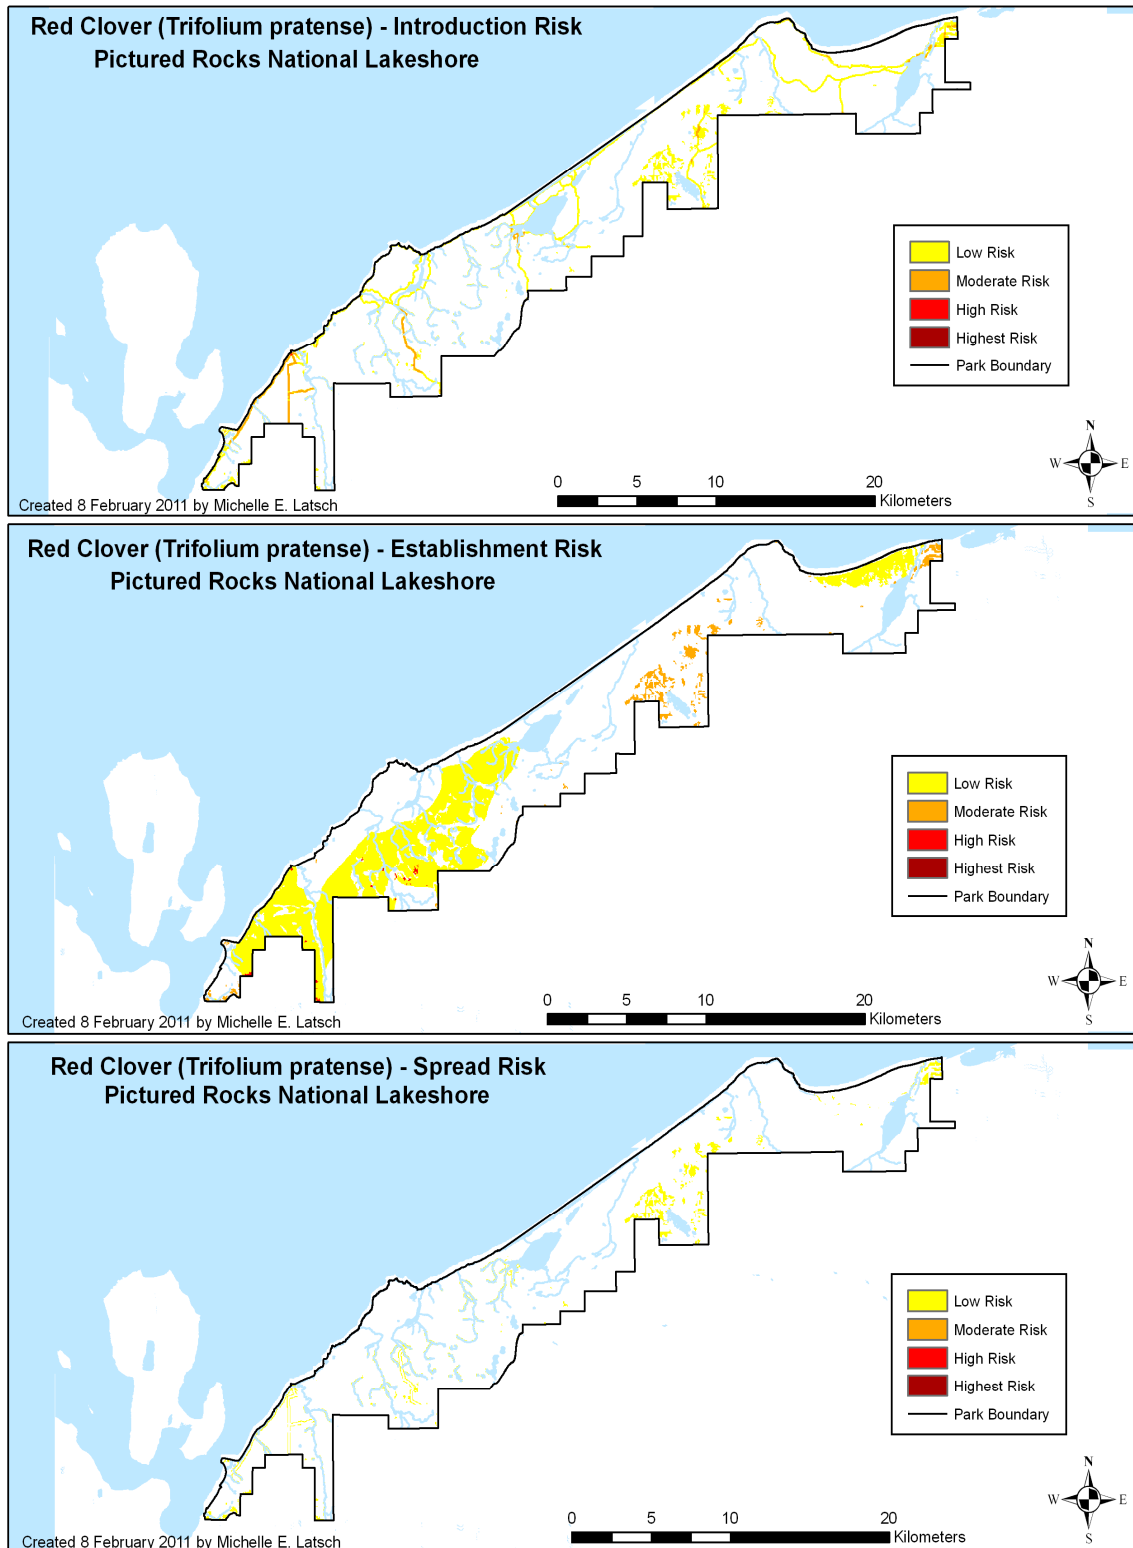 Red Clover (Trifolium pratense) - Introduction Risk
Pictured Rocks National Lakeshore
Low Risk
Moderate Risk
High Risk
Highest Risk
Park Boundary
N
W E
S
0 5 10 20
Kilometers
Created 8 February 2011 by Michelle E. Latsch
Red Clover (Trifolium pratense) - Establishment Risk
Pictured Rocks National Lakeshore
Low Risk
Moderate Risk
High Risk
Highest Risk
Park Boundary
N
W E
S
0 5 10 20
Kilometers
Created 8 February 2011 by Michelle E. Latsch
Red Clover (Trifolium pratense) - Spread Risk
Pictured Rocks National Lakeshore
Low Risk
Moderate Risk
High Risk
Highest Risk
Park Boundary
N
W E
S
0 5 10 20
Kilometers
Created 8 February 2011 by Michelle E. Latsch